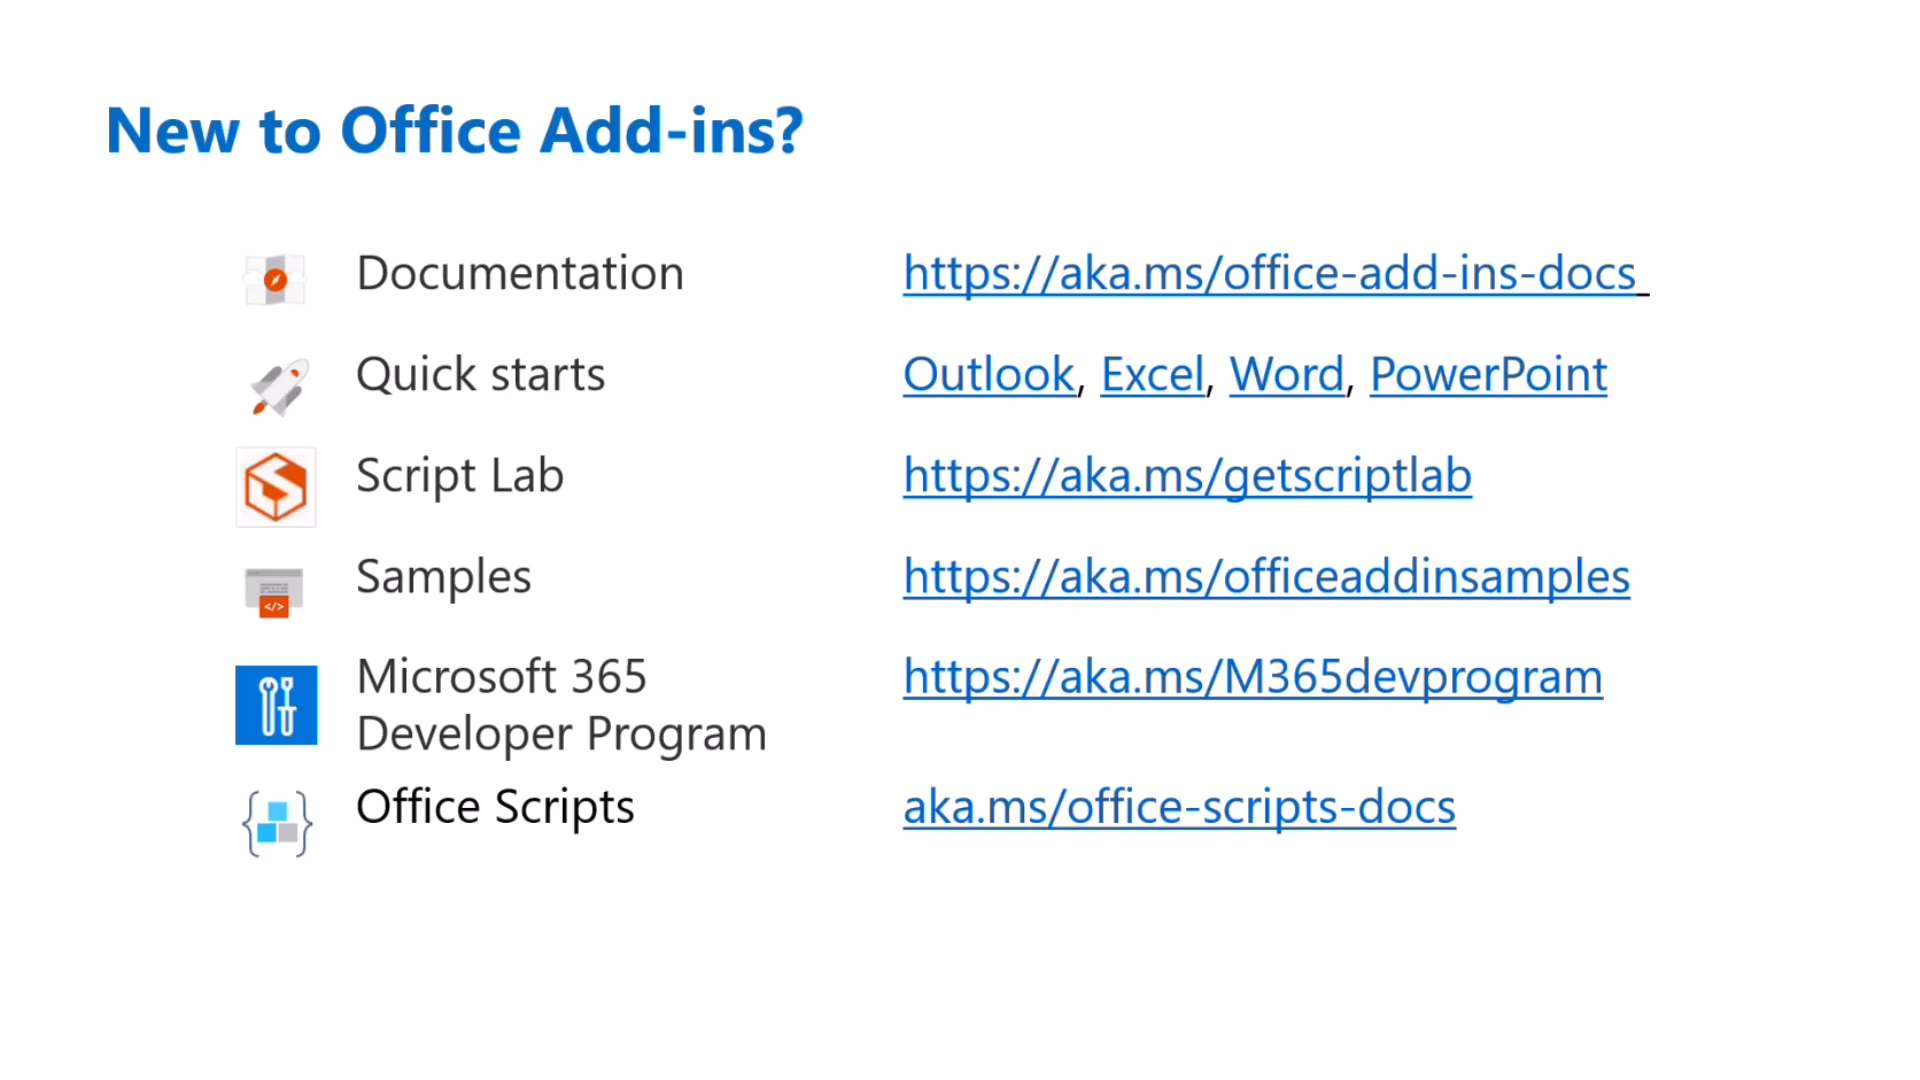 New to Office Add-ins?
Documentation https://aka.ms/office-add-ins-docs
Quick starts Outlook, Excel, Word, PowerPoint
Script Lab https://aka.ms/getscriptlab
Samples https://aka.ms/officeaddinsamples
Microsoft 365 https://aka.ms/M365devprogram
Developer Program
Office Scripts aka.ms/office-scripts-docs